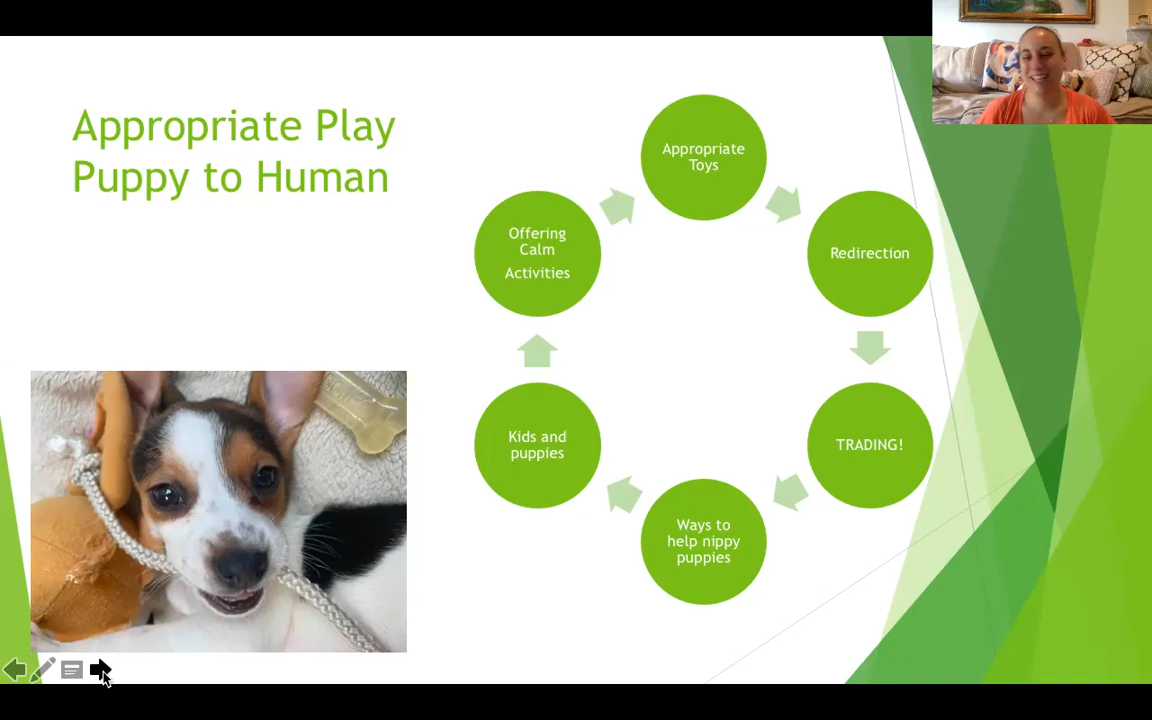 Appropriate Play
Puppy to Human
Appropriate
Toys
Redirection
TRADING!
Ways to
help nippy
puppies
Kids and
puppies
Offering
Calm
Activities